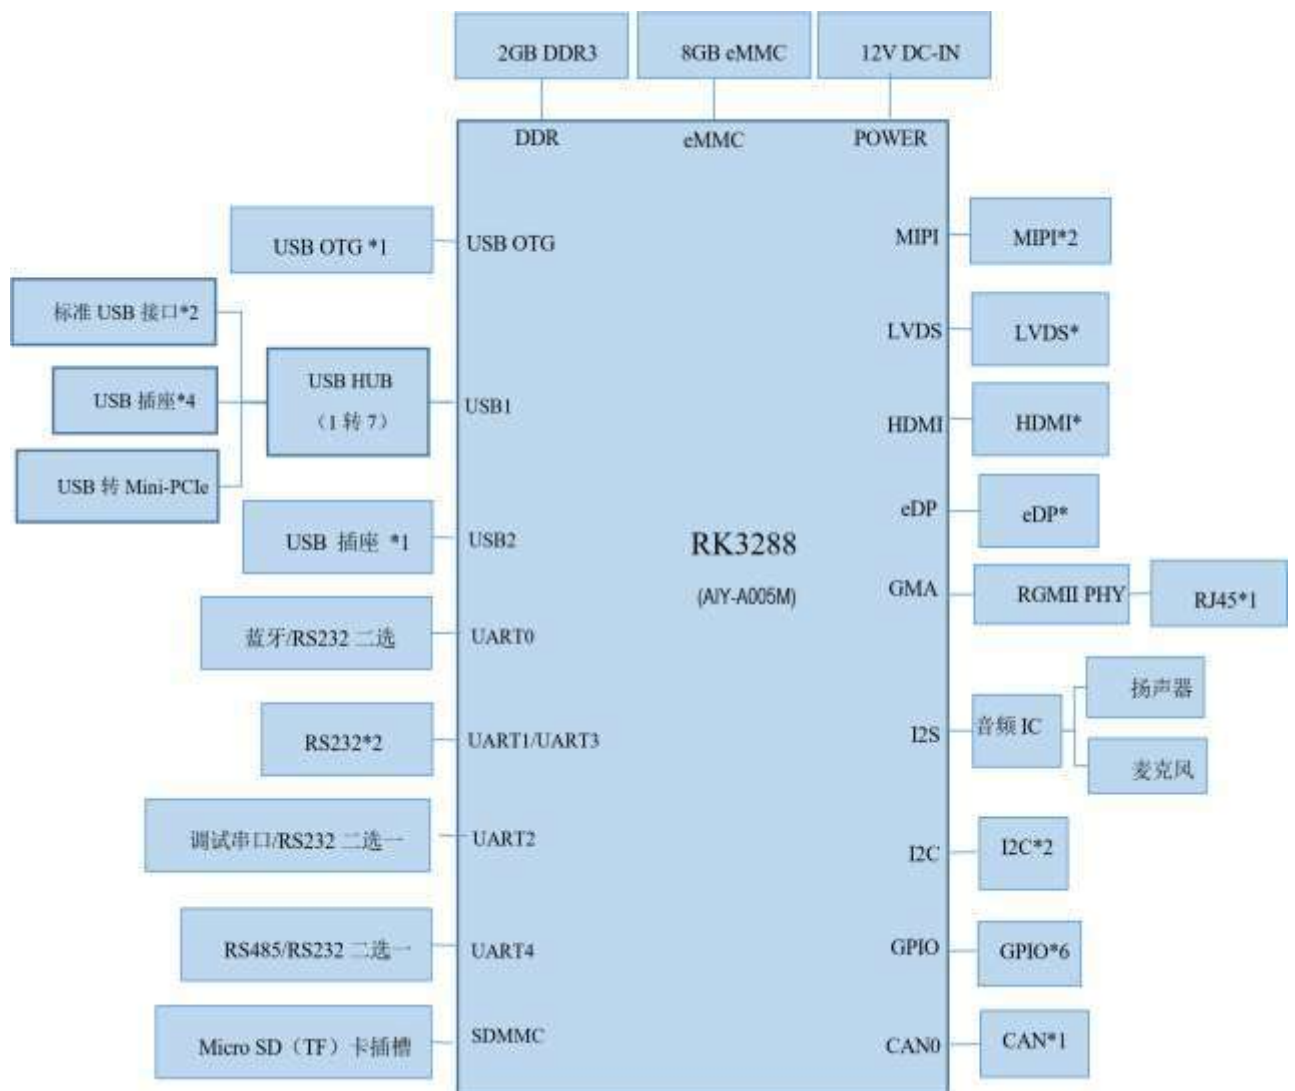 2GB DDR3
8GB eMMC
12V DC-IN
DDR
eMMC
POWER
USB OTG *1
USB OTG
标准 USB 接口*2
USB 插座*4
USB 转 Mini-PCIe
USB HUB
（1 转 7）
USB1
USB 插座 *1
USB2
蓝牙/RS232 二选
UART0
RS232*2
UART1/UART3
调试串口/RS232 二选一
UART2
RS485/RS232 二选一
UART4
Micro SD（TF）卡插槽
SDMMC
RK3288
(AIY-A005M)
MIPI
MIPI*2
LVDS
LVDS*
HDMI
HDMI*
eDP
eDP*
GMA
RGMII PHY
RJ45*1
I2S
音频 IC
扬声器
麦克风
I2C
I2C*2
GPIO
GPIO*6
CAN0
CAN*1